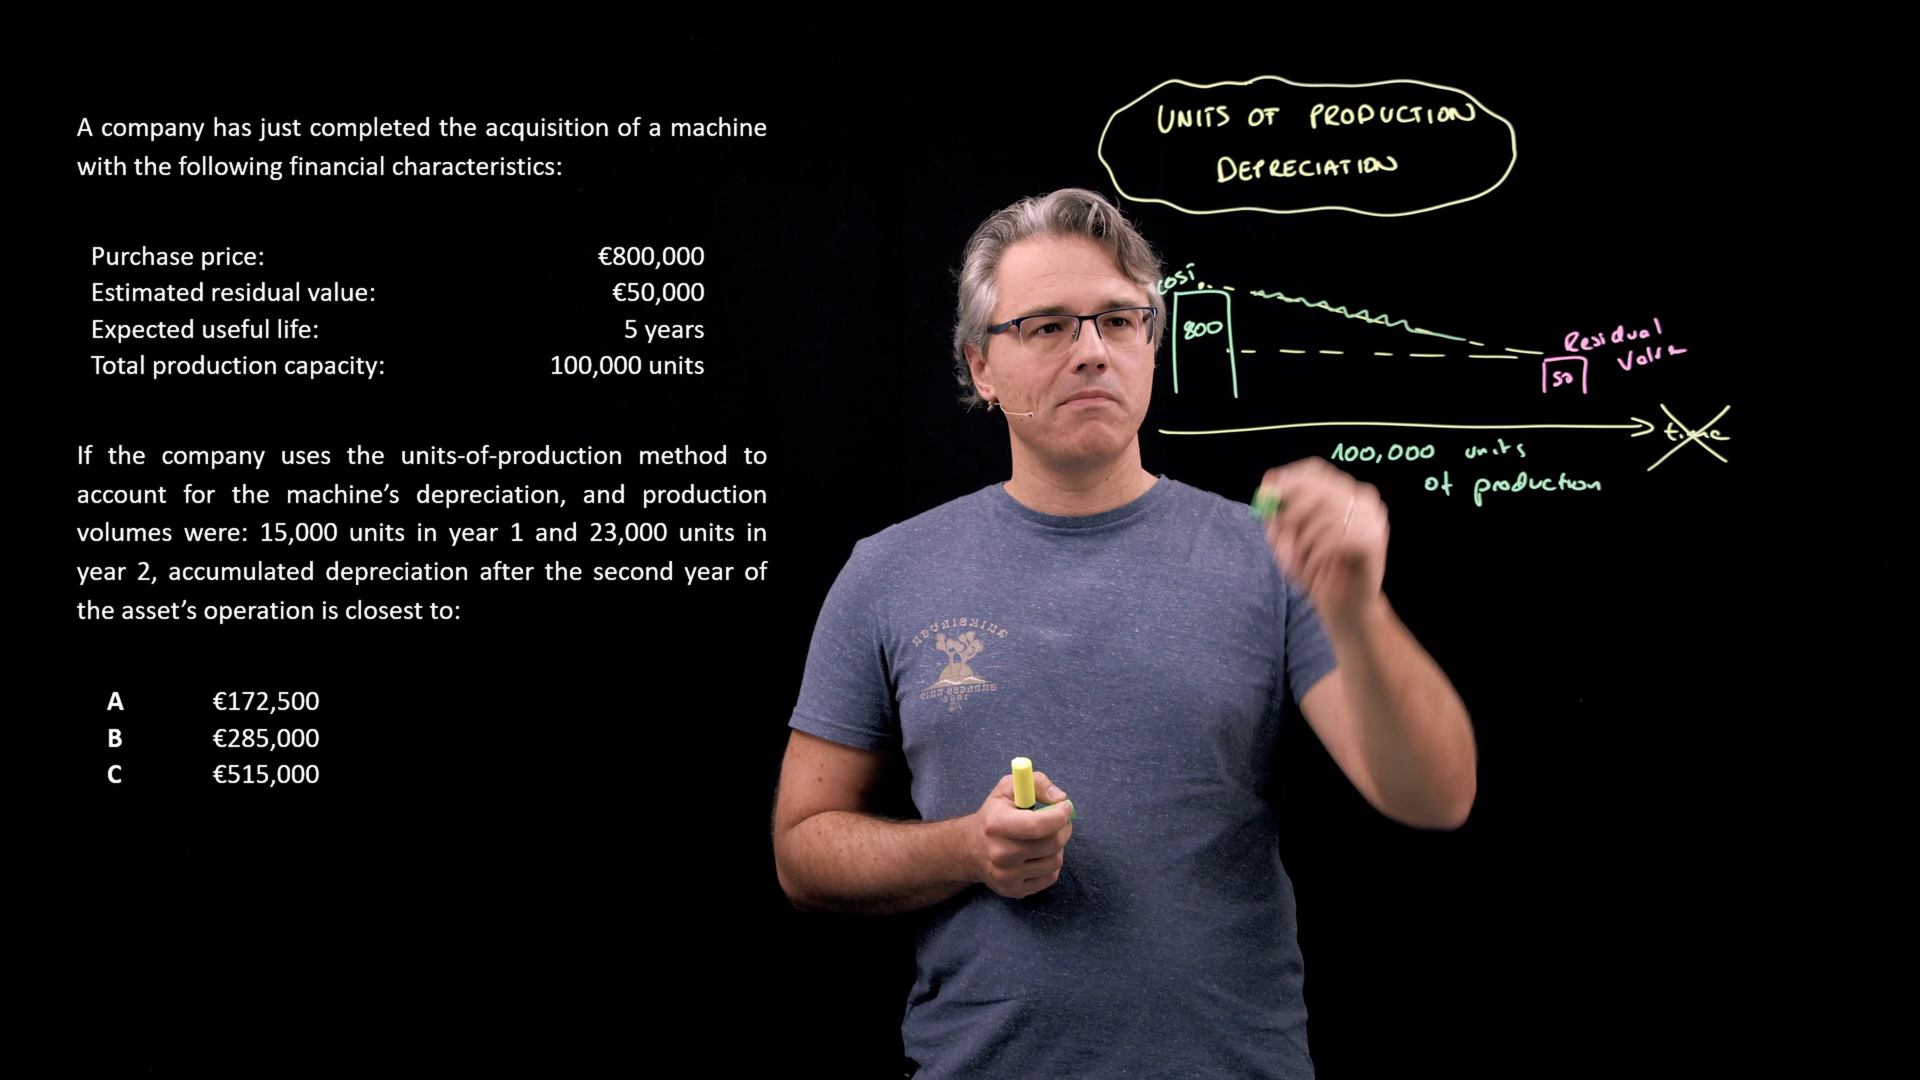 A company has just completed the acquisition of a machine
with the following financial characteristics:
Purchase price: €800,000
Estimated residual value: €50,000
Expected useful life: 5 years
Total production capacity: 100,000 units
If the company uses the units-of-production method to
account for the machine's depreciation, and production
volumes were: 15,000 units in year 1 and 23,000 units in
year 2, accumulated depreciation after the second year of
the asset's operation is closest to:
A €172,500
B €285,000
C €515,000
UNITS OF PRODUCTION
DEPRECIATION
cost
800
Residual
Value
50
time
100,000 units
of production